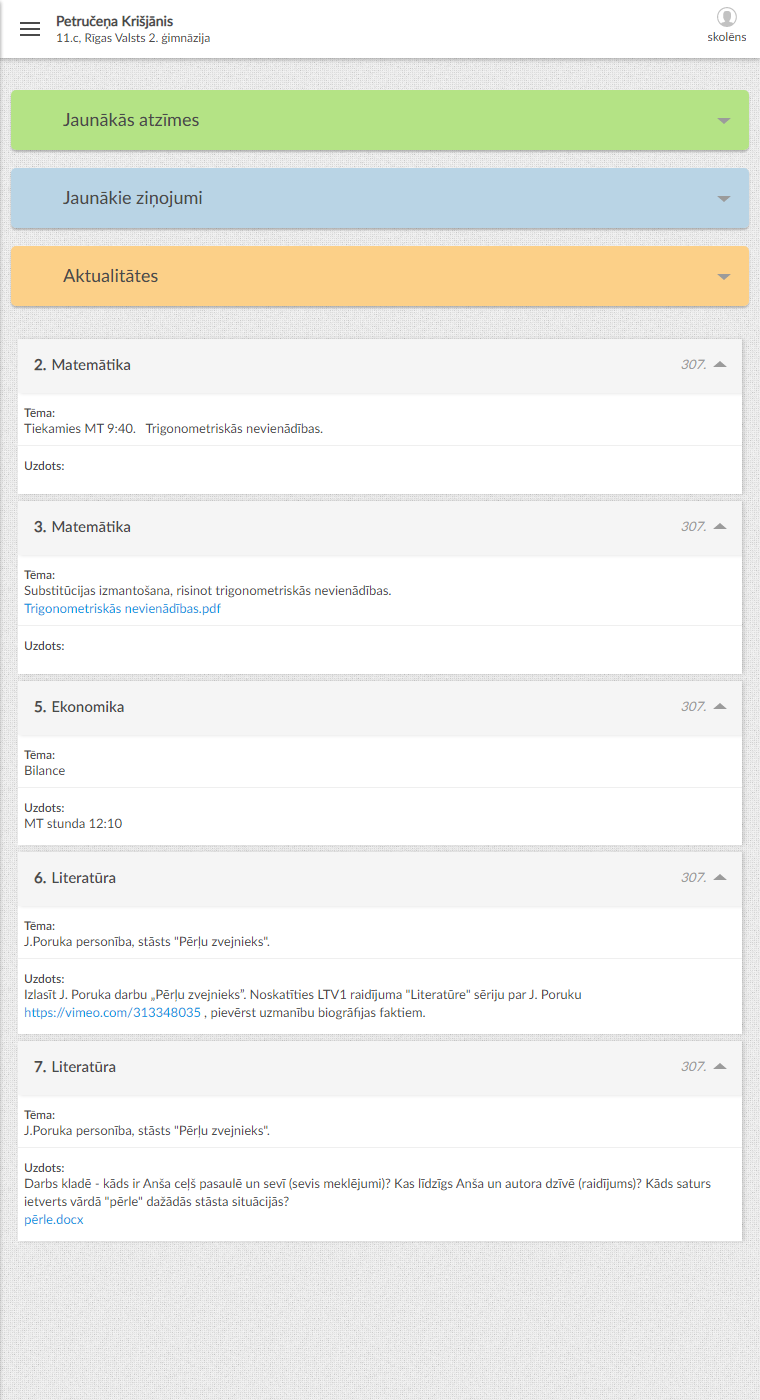 Petručeņa Krišjānis
11.c, Rīgas Valsts 2. ģimnāzija
skolēns
Jaunākās atzīmes
Jaunākie ziņojumi
Aktualitātes
2. Matemātika 307.
Tēma:
Tiekamies MT 9:40. Trigonometriskās nevienādības.
Uzdots:
3. Matemātika 307.
Tēma:
Substitūcijas izmantošana, risinot trigonometriskās nevienādības.
Trigonometriskās nevienādības.pdf
Uzdots:
5. Ekonomika 307.
Tēma:
Bilance
Uzdots:
MT stunda 12:10
6. Literatūra 307.
Tēma:
J.Poruka personība, stāsts "Pērļu zvejnieks".
Uzdots:
Izlasīt J. Poruka darbu „Pērļu zvejnieks”. Noskatīties LTV1 raidījuma "Literatūre" sēriju par J. Poruku
https://vimeo.com/313348035 , pievērst uzmanību biogrāfijas faktiem.
7. Literatūra 307.
Tēma:
J.Poruka personība, stāsts "Pērļu zvejnieks".
Uzdots:
Darbs kladē - kāds ir Anša ceļš pasaulē un sevī (sevis meklējumi)? Kas līdzīgs Anša un autora dzīvē (raidījums)? Kāds saturs
ietverts vārdā "pērle" dažādās stāsta situācijās?
pērle.docx